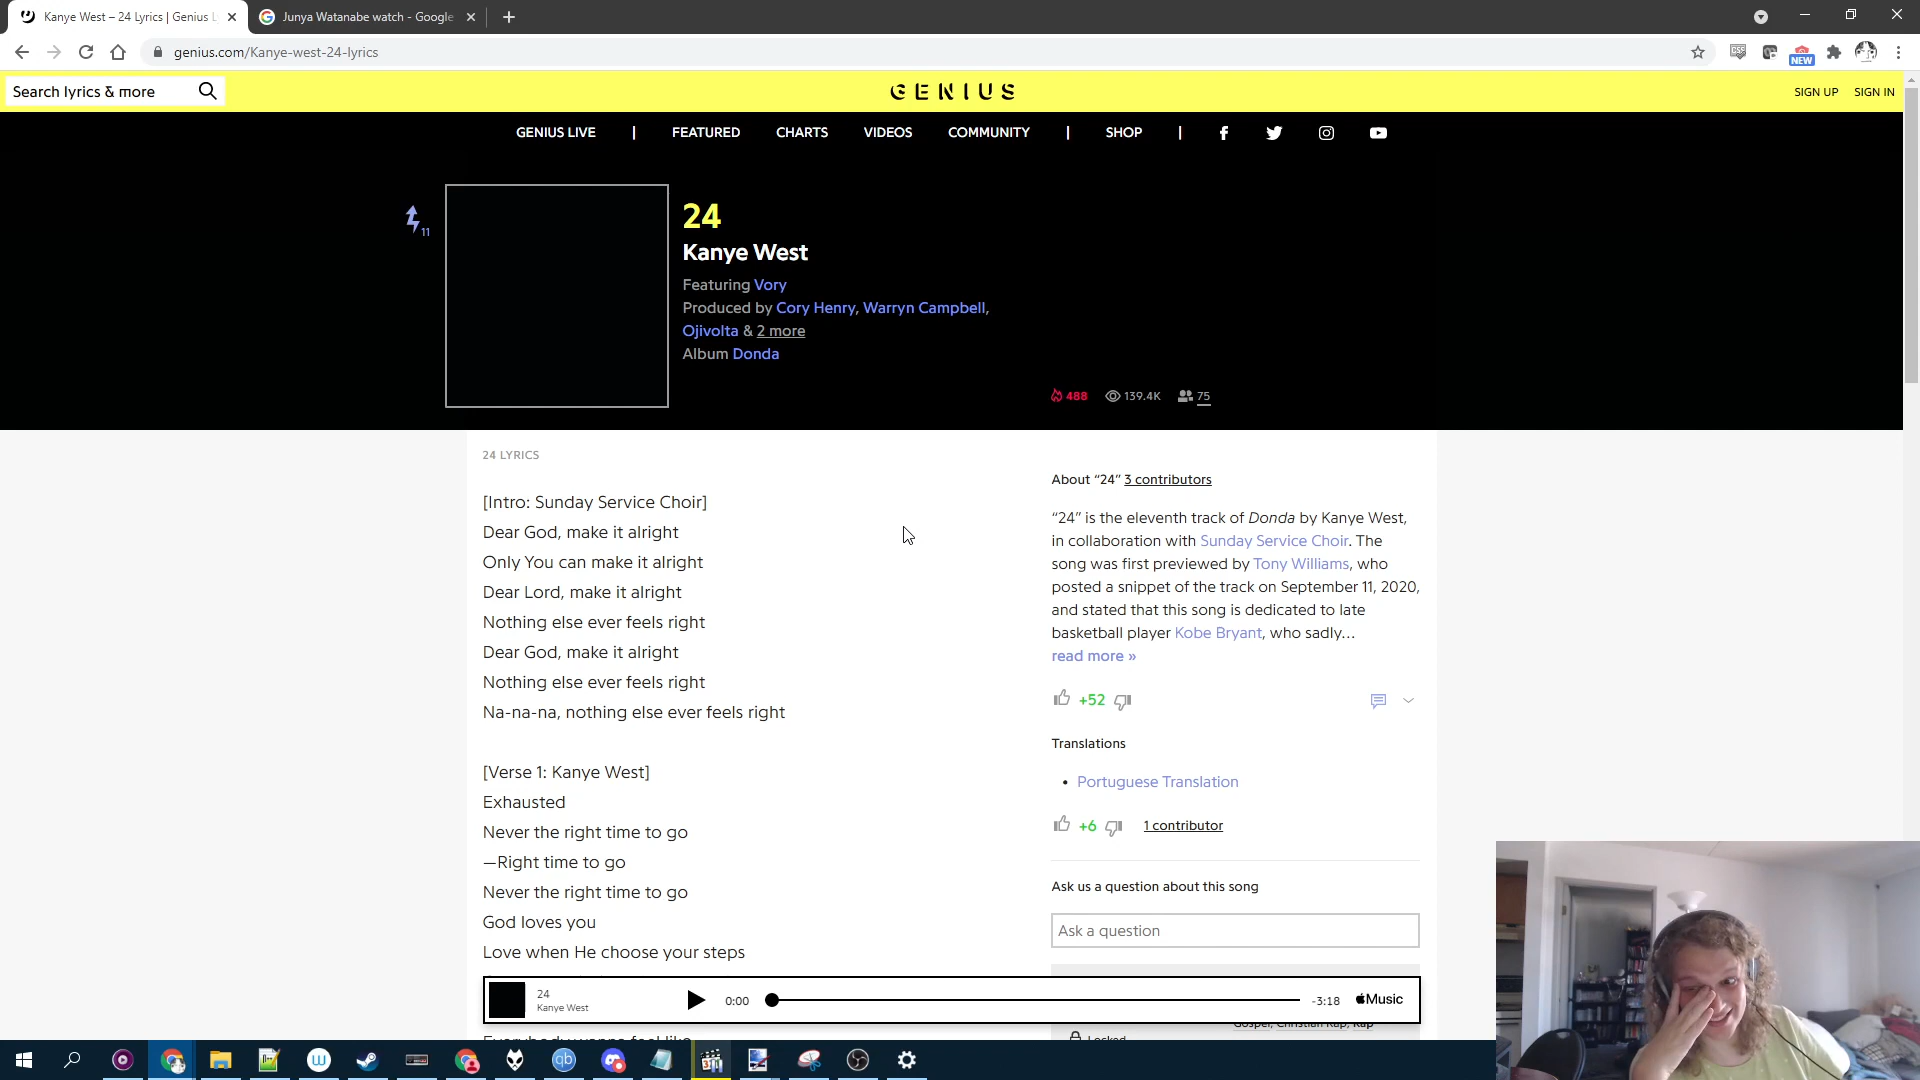 Kanye West – 24 Lyrics | Genius L
Junya Watanabe watch - Google
genius.com/Kanye-west-24-lyrics
NEW
Search lyrics & more
GENIUS
SIGN UP
SIGN IN
GENIUS LIVE | FEATURED CHARTS VIDEOS COMMUNITY | SHOP |
11
24
Kanye West
Featuring Vory
Produced by Cory Henry, Warryn Campbell,
Ojivolta & 2 more
Album Donda
488 139.4K 75
24 LYRICS
[Intro: Sunday Service Choir]
Dear God, make it alright
Only You can make it alright
Dear Lord, make it alright
Nothing else ever feels right
Dear God, make it alright
Nothing else ever feels right
Na-na-na, nothing else ever feels right
[Verse 1: Kanye West]
Exhausted
Never the right time to go
—Right time to go
Never the right time to go
God loves you
Love when He choose your steps
Everybody wanna feel like
About “24” 3 contributors
“24” is the eleventh track of Donda by Kanye West,
in collaboration with Sunday Service Choir. The
song was first previewed by Tony Williams, who
posted a snippet of the track on September 11, 2020,
and stated that this song is dedicated to late
basketball player Kobe Bryant, who sadly...
read more »
+52
Translations
• Portuguese Translation
+6 1 contributor
Ask us a question about this song
Ask a question
24
Kanye West
0:00
-3:18
Music
Gospel, Christian Rap, Rap
Locked